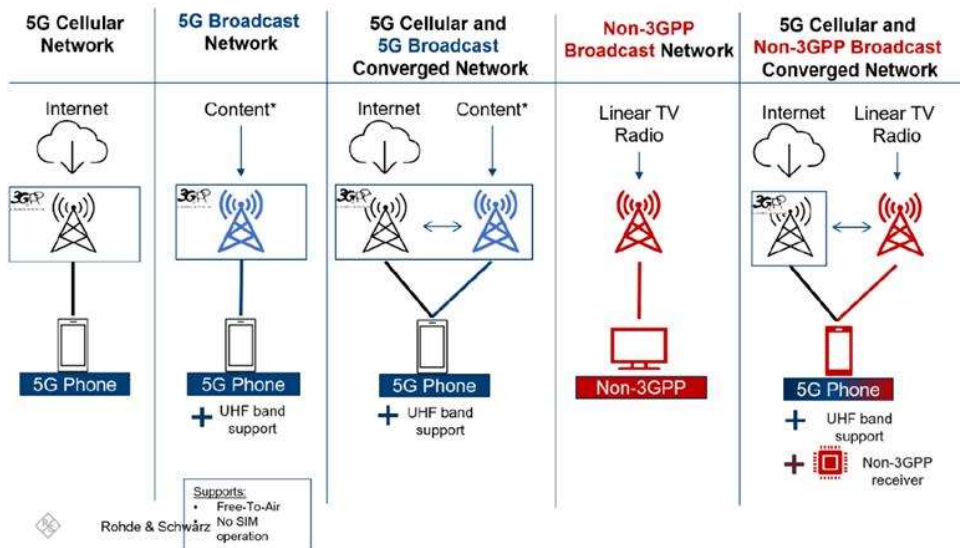 5G Cellular
Network
Internet
3GPP
5G Phone
5G Broadcast
Network
Content*
3GPP
5G Phone
+ UHF band
support
Supports:
• Free-To-Air
• No SIM
operation
5G Cellular and
5G Broadcast
Converged Network
Internet
Content*
3GPP
5G Phone
+ UHF band
support
Non-3GPP
Broadcast Network
Linear TV
Radio
Non-3GPP
5G Cellular and
Non-3GPP Broadcast
Converged Network
Internet
Linear TV
Radio
3GPP
5G Phone
+ UHF band
support
+ Non-3GPP
receiver
Rohde & Schwarz